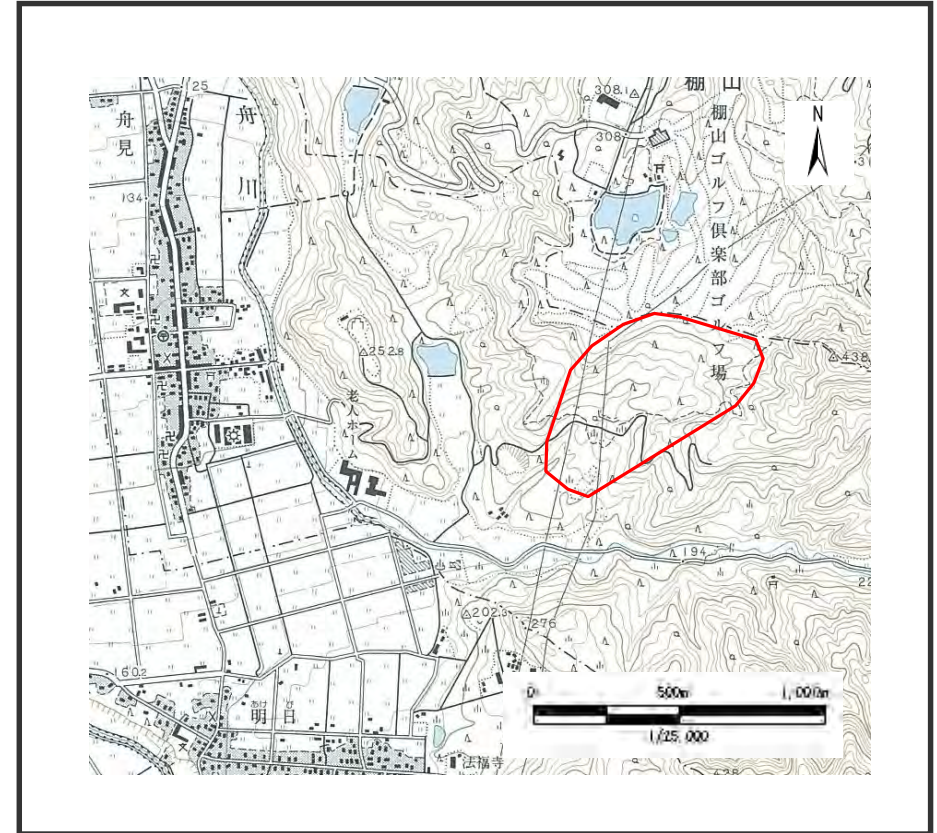 25
舟見
舟川
134
308.1
棚山
308
棚山ゴルフ倶楽部ゴルフ場
N
200
252.8
438
老人ホーム
194
202.3
276
160.2
あけび
明日
法福寺
0
500m
1,000m
1/25,000